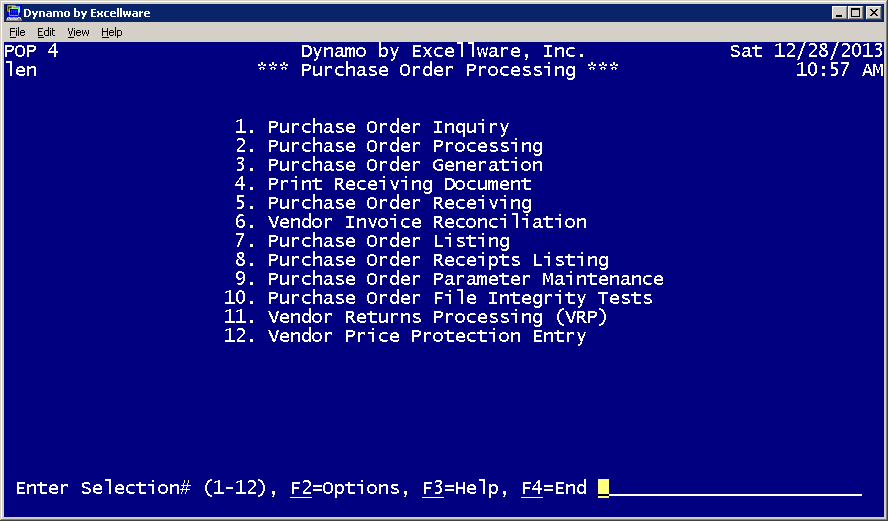 Dynamo by Excellware
File Edit View Help
POP 4 Dynamo by Excellware, Inc. Sat 12/28/2013
len *** Purchase Order Processing *** 10:57 AM
1. Purchase Order Inquiry
2. Purchase Order Processing
3. Purchase Order Generation
4. Print Receiving Document
5. Purchase Order Receiving
6. Vendor Invoice Reconciliation
7. Purchase Order Listing
8. Purchase Order Receipts Listing
9. Purchase Order Parameter Maintenance
10. Purchase Order File Integrity Tests
11. Vendor Returns Processing (VRP)
12. Vendor Price Protection Entry
Enter Selection# (1-12), F2=Options, F3=Help, F4=End